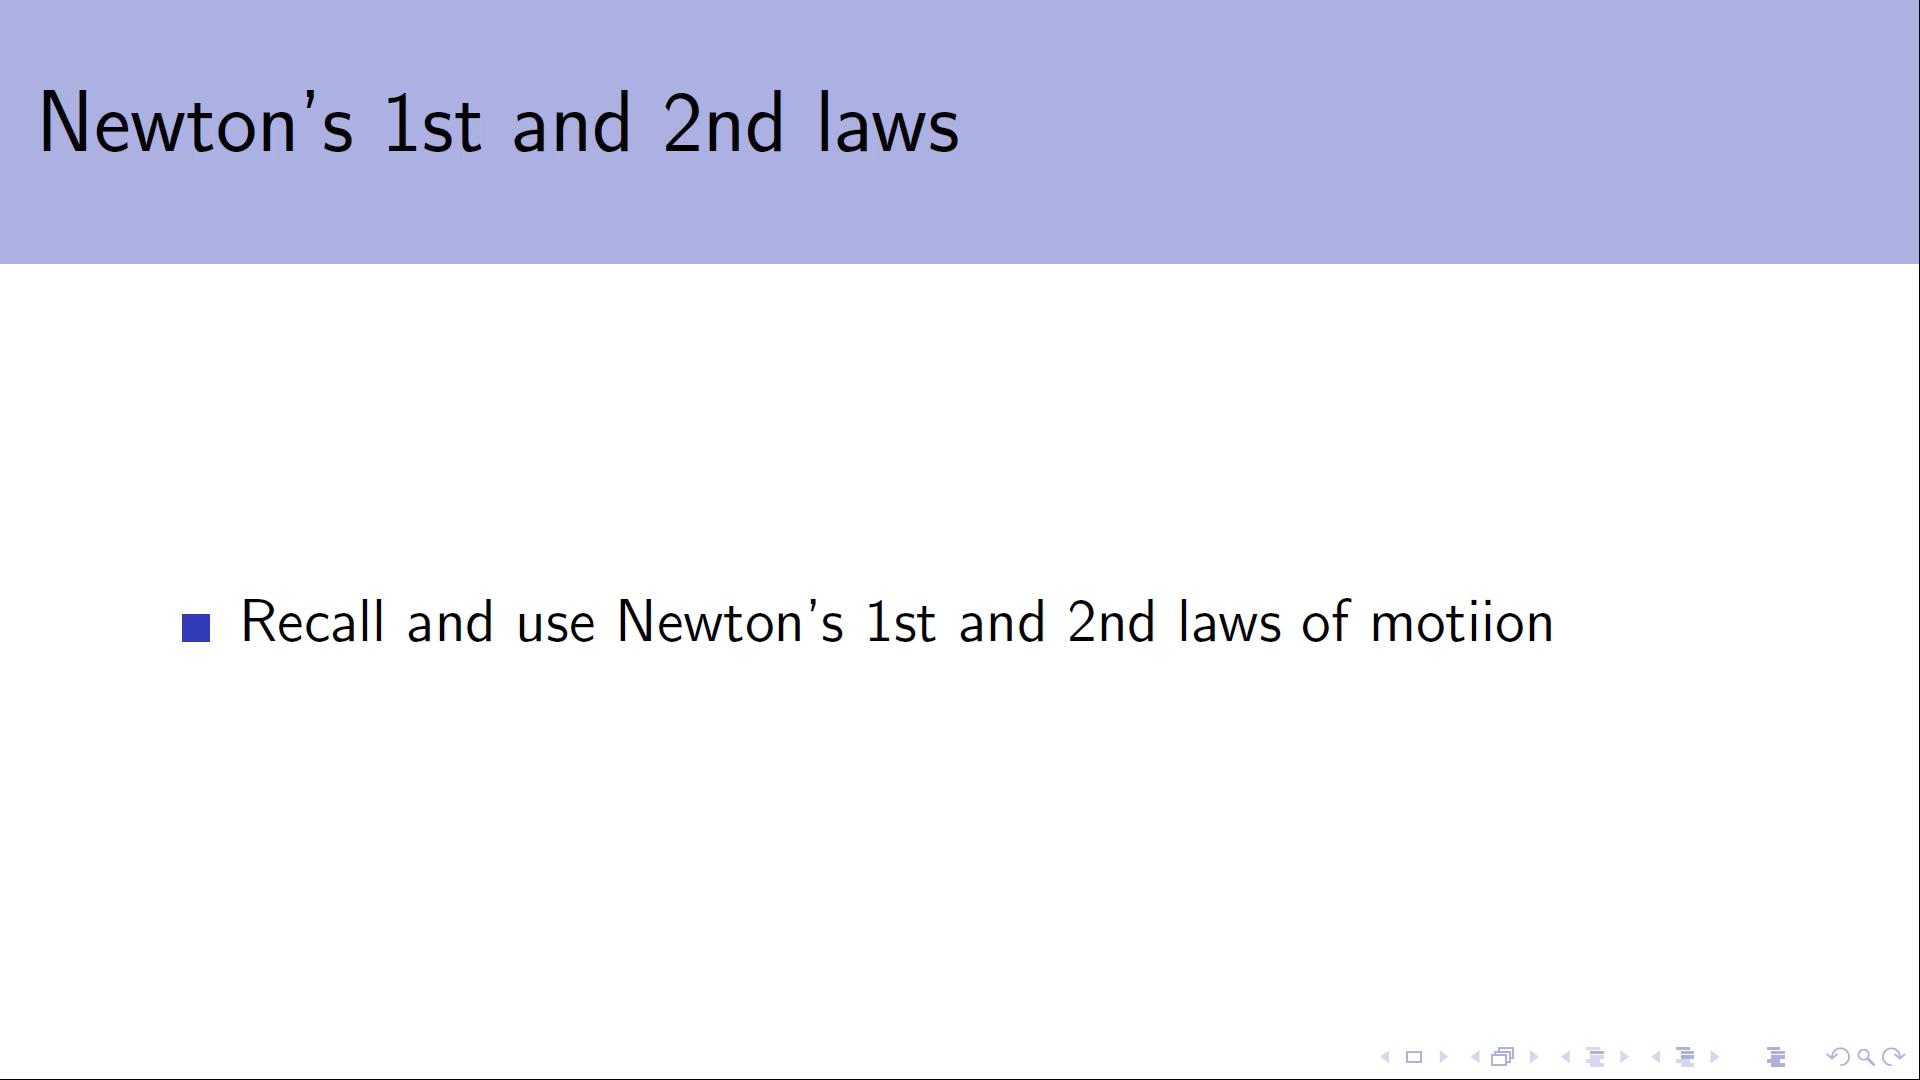 Newton's 1st and 2nd laws
Recall and use Newton's 1st and 2nd laws of motiion